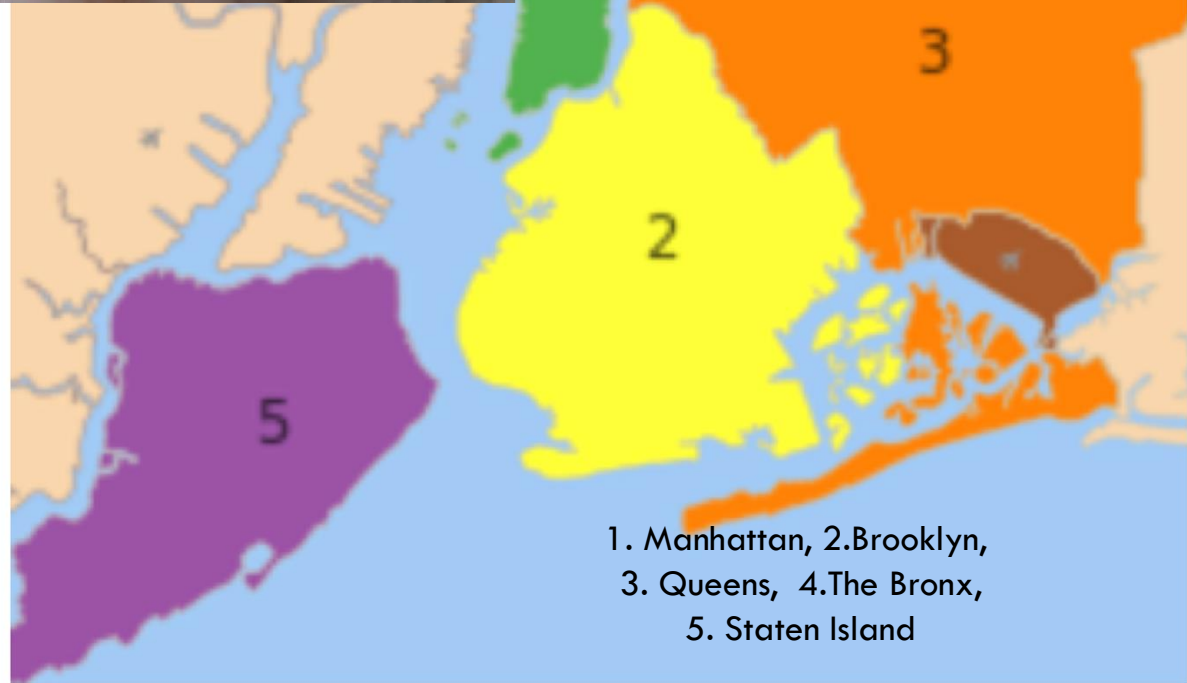 3
2
5
1. Manhattan, 2.Brooklyn,
3. Queens, 4.The Bronx,
5. Staten Island